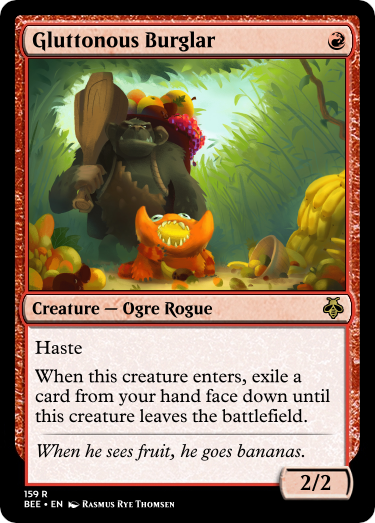 Gluttonous Burglar
Creature — Ogre Rogue
Haste
When this creature enters, exile a
card from your hand face down until
this creature leaves the battlefield.
When he sees fruit, he goes bananas.
2/2
159 R
BEE • EN Rasmus Rye Thomsen